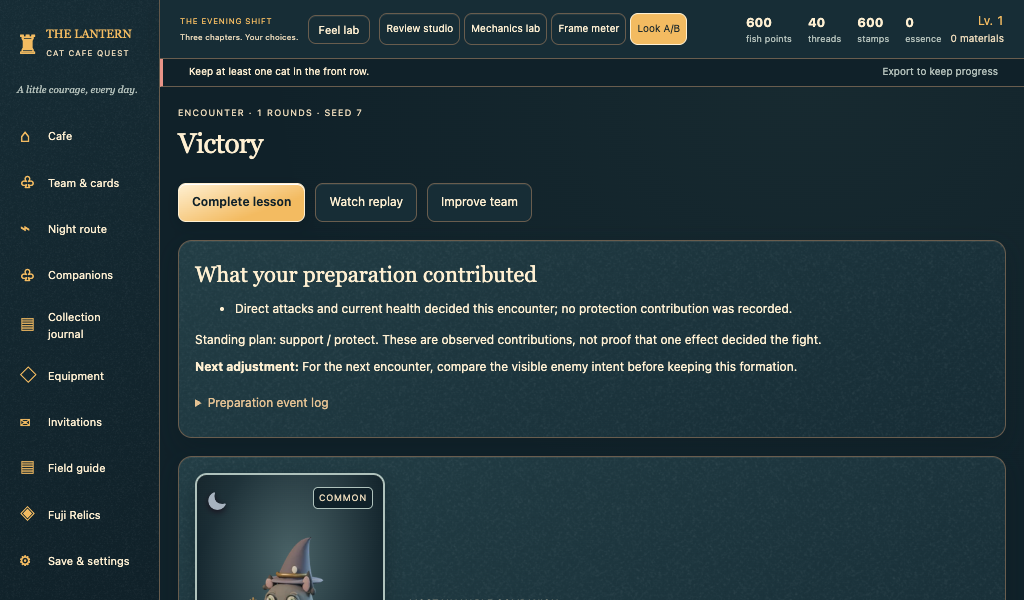 THE LANTERN
CAT CAFE QUEST
A little courage, every day.
Cafe
Team & cards
Night route
Companions
Collection
journal
Equipment
Invitations
Field guide
Fuji Relics
Save & settings
THE EVENING SHIFT
Three chapters. Your choices.
Feel lab
Review studio
Mechanics lab
Frame meter
Look A/B
600
fish points
40
threads
600
stamps
0
essence
Lv. 1
0 materials
Keep at least one cat in the front row.
Export to keep progress
ENCOUNTER · 1 ROUNDS · SEED 7
Victory
Complete lesson
Watch replay
Improve team
What your preparation contributed
• Direct attacks and current health decided this encounter; no protection contribution was recorded.
Standing plan: support / protect. These are observed contributions, not proof that one effect decided the fight.
Next adjustment: For the next encounter, compare the visible enemy intent before keeping this formation.
Preparation event log
COMMON